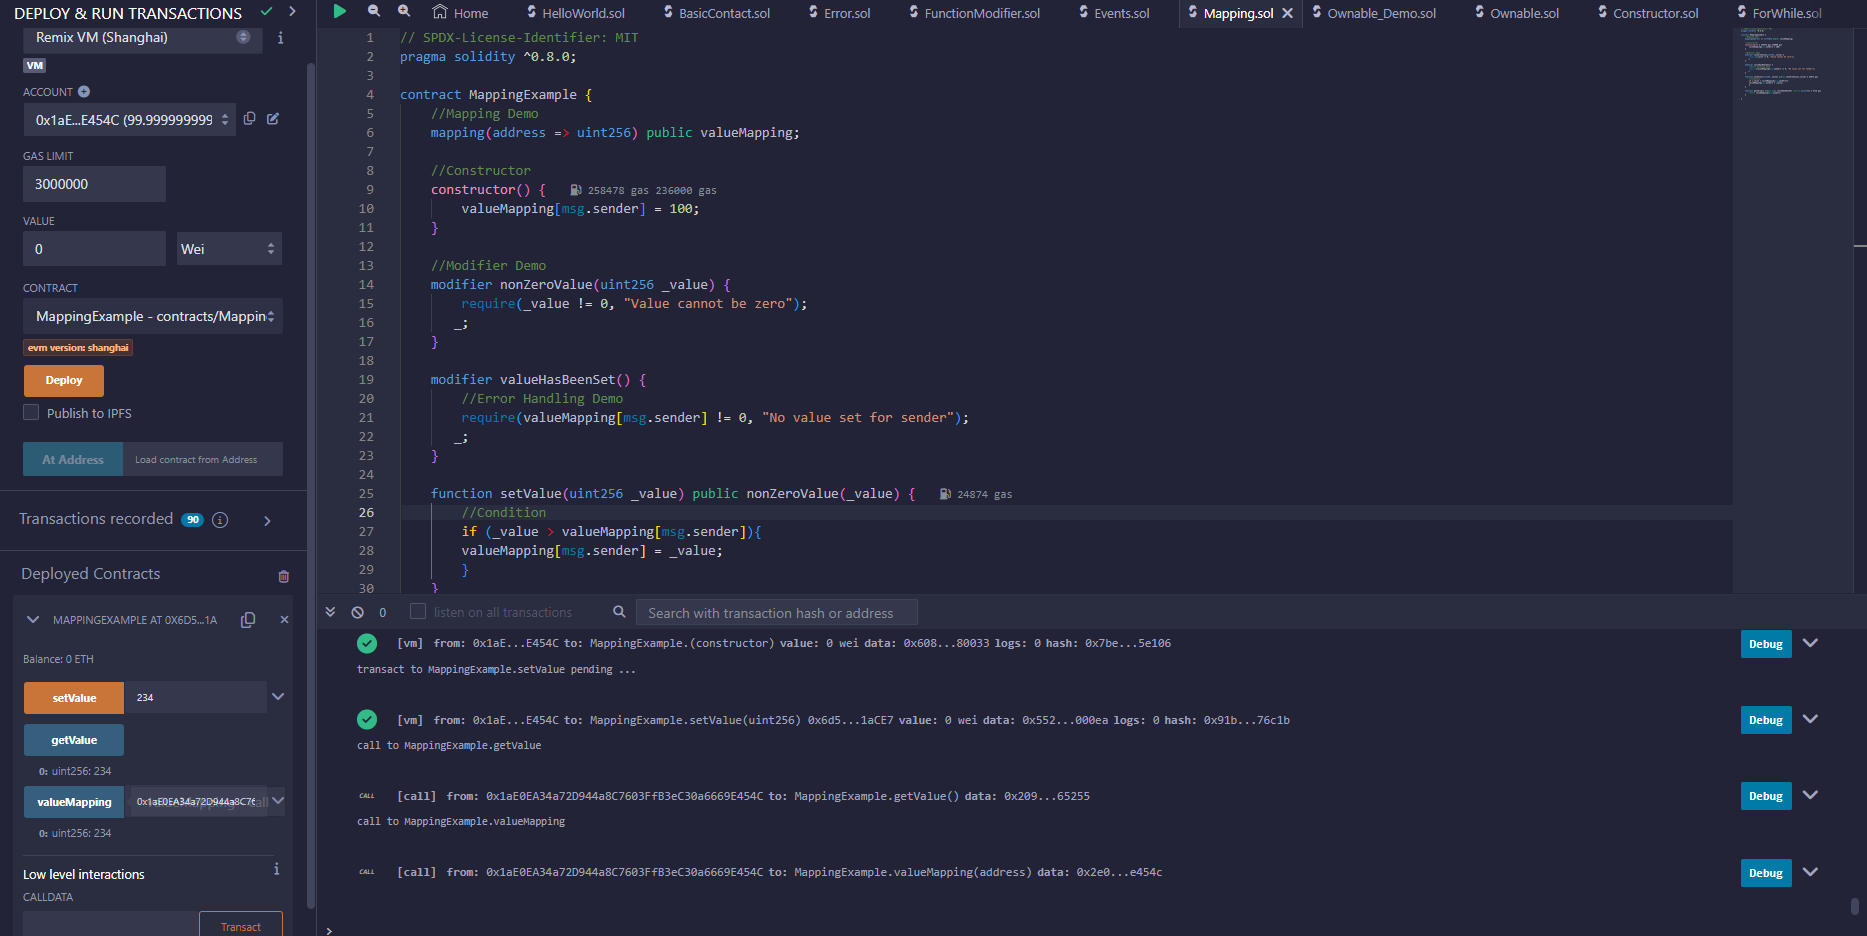 DEPLOY & RUN TRANSACTIONS
Remix VM (Shanghai)
VM
ACCOUNT
0x1aE...E454C (99.999999999
GAS LIMIT
3000000
VALUE
0
Wei
CONTRACT
MappingExample - contracts/Mappin
evm version: shanghai
Deploy
Publish to IPFS
At Address
Load contract from Address
Transactions recorded 90
Deployed Contracts
MAPPINGEXAMPLE AT 0X6D5...1A
Balance: 0 ETH
setValue
234
getValue
0: uint256: 234
valueMapping
0x1aE0EA34a72D944a8C76
0: uint256: 234
Low level interactions
CALLDATA
Transact
Home
HelloWorld.sol
BasicContact.sol
Error.sol
FunctionModifier.sol
Events.sol
Mapping.sol
Ownable_Demo.sol
Ownable.sol
Constructor.sol
ForWhile.sol
1 // SPDX-License-Identifier: MIT
2 pragma solidity ^0.8.0;
3
4 contract MappingExample {
5 //Mapping Demo
6 mapping(address => uint256) public valueMapping;
7
8 //Constructor
9 constructor() { 258478 gas 236000 gas
10 valueMapping[msg.sender] = 100;
11 }
12
13 //Modifier Demo
14 modifier nonZeroValue(uint256 _value) {
15 require(_value != 0, "Value cannot be zero");
16 _;
17 }
18
19 modifier valueHasBeenSet() {
20 //Error Handling Demo
21 require(valueMapping[msg.sender] != 0, "No value set for sender");
22 _;
23 }
24
25 function setValue(uint256 _value) public nonZeroValue(_value) { 24874 gas
26 //Condition
27 if (_value > valueMapping[msg.sender]){
28 valueMapping[msg.sender] = _value;
29 }
30 }
0
listen on all transactions
Search with transaction hash or address
[vm] from: 0x1aE...E454C to: MappingExample.(constructor) value: 0 wei data: 0x608...80033 logs: 0 hash: 0x7be...5e106
Debug
transact to MappingExample.setValue pending ...
[vm] from: 0x1aE...E454C to: MappingExample.setValue(uint256) 0x6d5...1aCE7 value: 0 wei data: 0x552...000ea logs: 0 hash: 0x91b...76c1b
Debug
call to MappingExample.getValue
CALL [call] from: 0x1aE0EA34a72D944a8C7603FfB3eC30a6669E454C to: MappingExample.getValue() data: 0x209...65255
Debug
call to MappingExample.valueMapping
CALL [call] from: 0x1aE0EA34a72D944a8C7603FfB3eC30a6669E454C to: MappingExample.valueMapping(address) data: 0x2e0...e454c
Debug
>